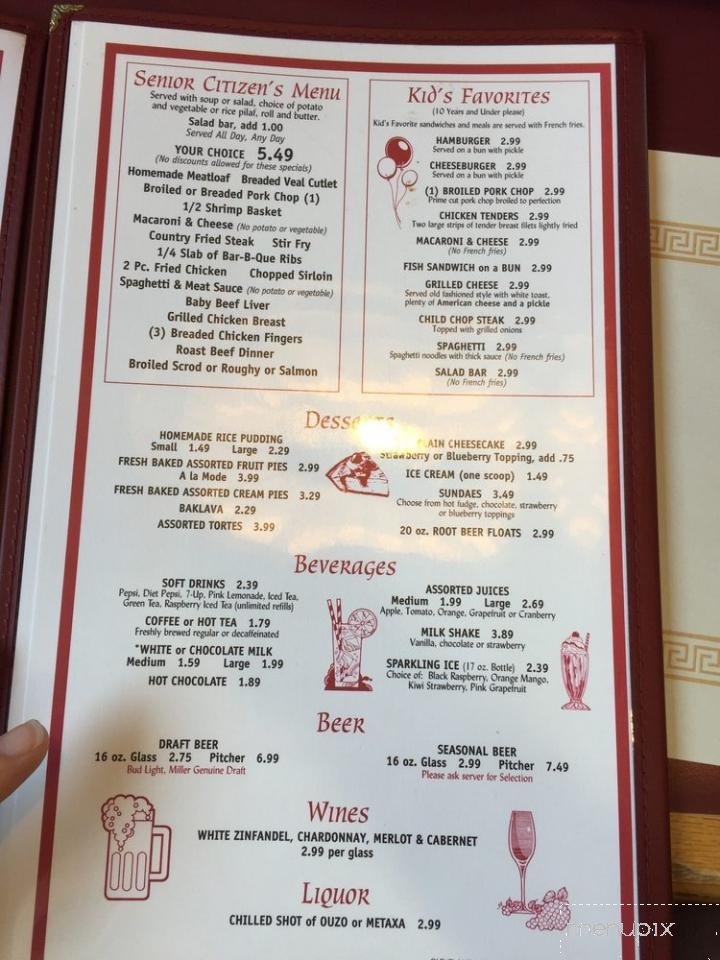 Senior Citizen's Menu
Served with soup or salad, choice of potato
and vegetable or rice pilaf, roll and butter.
Salad bar, add 1.00
Served All Day, Any Day
YOUR CHOICE 5.49
(No discounts allowed for these specials)
Homemade Meatloaf Breaded Veal Cutlet
Broiled or Breaded Pork Chop (1)
1/2 Shrimp Basket
Macaroni & Cheese (No potato or vegetable)
Country Fried Steak Stir Fry
1/4 Slab of Bar-B-Que Ribs
2 Pc. Fried Chicken Chopped Sirloin
Spaghetti & Meat Sauce (No potato or vegetable)
Baby Beef Liver
Grilled Chicken Breast
(3) Breaded Chicken Fingers
Roast Beef Dinner
Broiled Scrod or Roughy or Salmon
Kid's Favorites
(10 Years and Under please)
Kid's Favorite sandwiches and meals are served with French fries.
HAMBURGER 2.99
Served on a bun with pickle
CHEESEBURGER 2.99
Served on a bun with pickle
(1) BROILED PORK CHOP 2.99
Prime cut pork chop broiled to perfection
CHICKEN TENDERS 2.99
Two large strips of tender breast filets lightly fried
MACARONI & CHEESE 2.99
(No French fries)
FISH SANDWICH on a BUN 2.99
GRILLED CHEESE 2.99
Served old fashioned style with white toast,
plenty of American cheese and a pickle
CHILD CHOP STEAK 2.99
Topped with grilled onions
SPAGHETTI 2.99
Spaghetti noodles with thick sauce (No French fries)
SALAD BAR 2.99
(No French fries)
Desserts
HOMEMADE RICE PUDDING
Small 1.49 Large 2.29
FRESH BAKED ASSORTED FRUIT PIES 2.99
A la Mode 3.99
FRESH BAKED ASSORTED CREAM PIES 3.29
BAKLAVA 2.29
ASSORTED TORTES 3.99
PLAIN CHEESECAKE 2.99
Strawberry or Blueberry Topping, add .75
ICE CREAM (one scoop) 1.49
SUNDAES 3.49
Choose from hot fudge, chocolate, strawberry
or blueberry toppings
20 oz. ROOT BEER FLOATS 2.99
Beverages
SOFT DRINKS 2.39
Pepsi, Diet Pepsi, 7-Up, Pink Lemonade, Iced Tea,
Green Tea, Raspberry Iced Tea (unlimited refills)
COFFEE or HOT TEA 1.79
Freshly brewed regular or decaffeinated
*WHITE or CHOCOLATE MILK
Medium 1.59 Large 1.99
HOT CHOCOLATE 1.89
ASSORTED JUICES
Medium 1.99 Large 2.69
Apple, Tomato, Orange, Grapefruit or Cranberry
MILK SHAKE 3.89
Vanilla, chocolate or strawberry
SPARKLING ICE (17 oz. Bottle) 2.39
Choice of: Black Raspberry, Orange Mango,
Kiwi Strawberry, Pink Grapefruit
Beer
DRAFT BEER
16 oz. Glass 2.75 Pitcher 6.99
Bud Light, Miller Genuine Draft
SEASONAL BEER
16 oz. Glass 2.99 Pitcher 7.49
Please ask server for Selection
Wines
WHITE ZINFANDEL, CHARDONNAY, MERLOT & CABERNET
2.99 per glass
Liquor
CHILLED SHOT of OUZO or METAXA 2.99
menupix